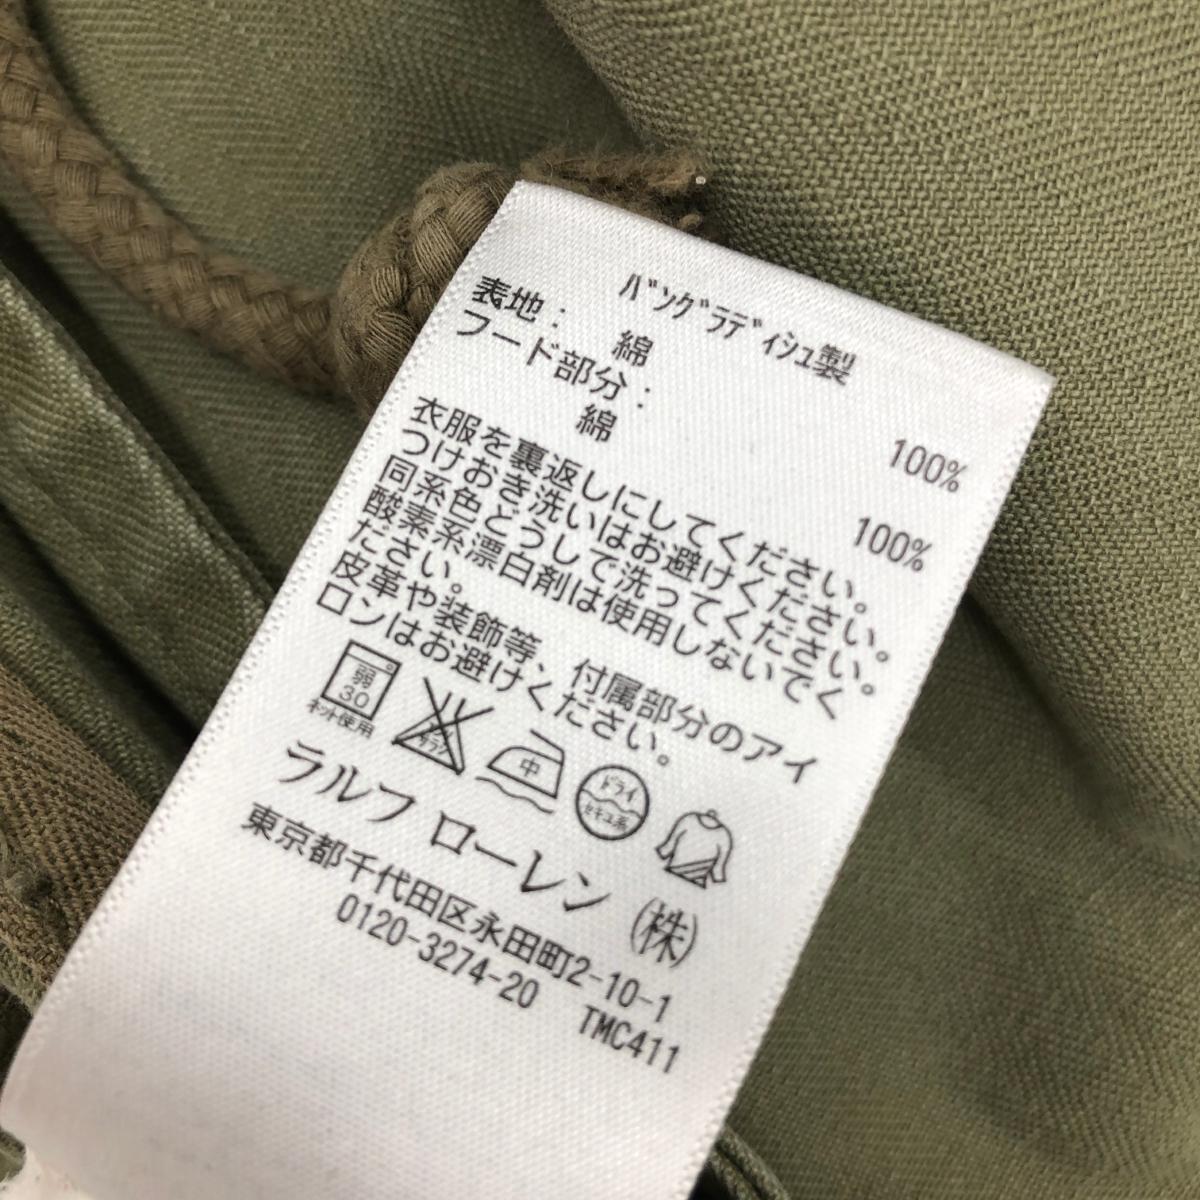 バングラディシュ製
表地:
綿 100%
フード部分:
綿 100%
衣服を裏返しにしてください。
つけおき洗いはお避けください。
同系色どうしで洗ってください。
酸素系漂白剤は使用しないでく
ださい。
皮革や装飾等、付属部分のアイ
ロンはお避けください。
弱
30
ネット使用
エンソ
サラシ
中
ドライ
セキユ系
ラルフ ローレン (株)
東京都千代田区永田町2-10-1
0120-3274-20 TMC411